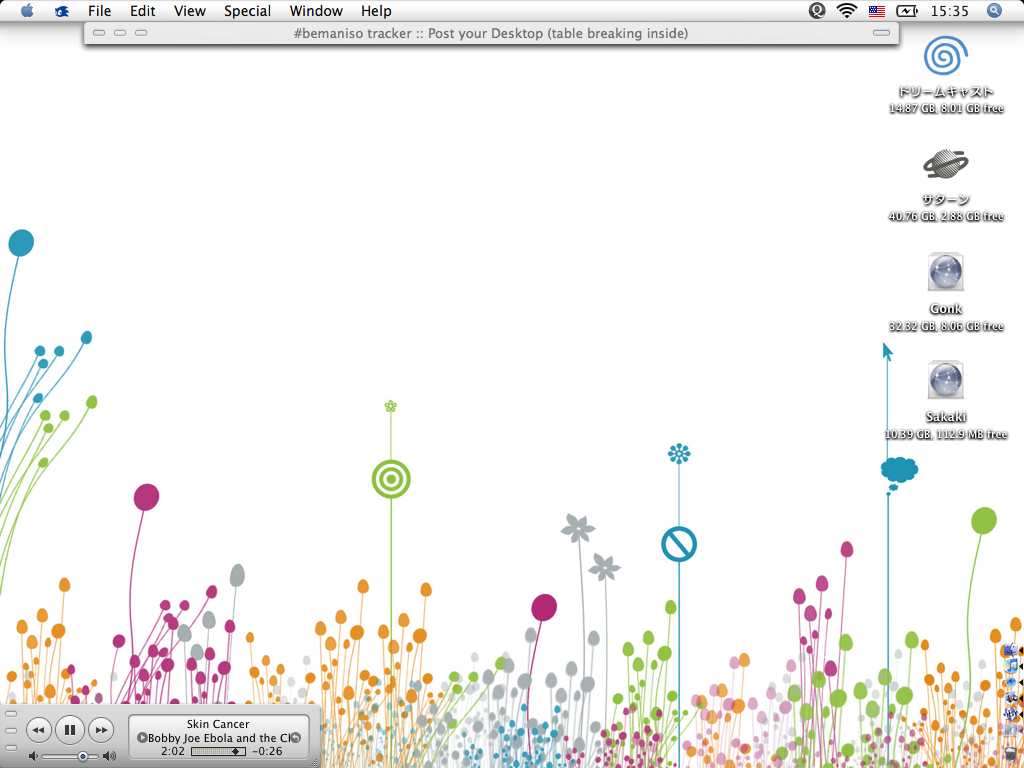 File Edit View Special Window Help 15:35
#bemaniso tracker :: Post your Desktop (table breaking inside)
ドリームキャスト
14.87 GB, 8.01 GB free
サターン
40.76 GB, 2.88 GB free
Conk
32.32 GB, 8.06 GB free
Sakaki
10.39 GB, 112.9 MB free
Skin Cancer
Bobby Joe Ebola and the Cl
2:02 -0:26